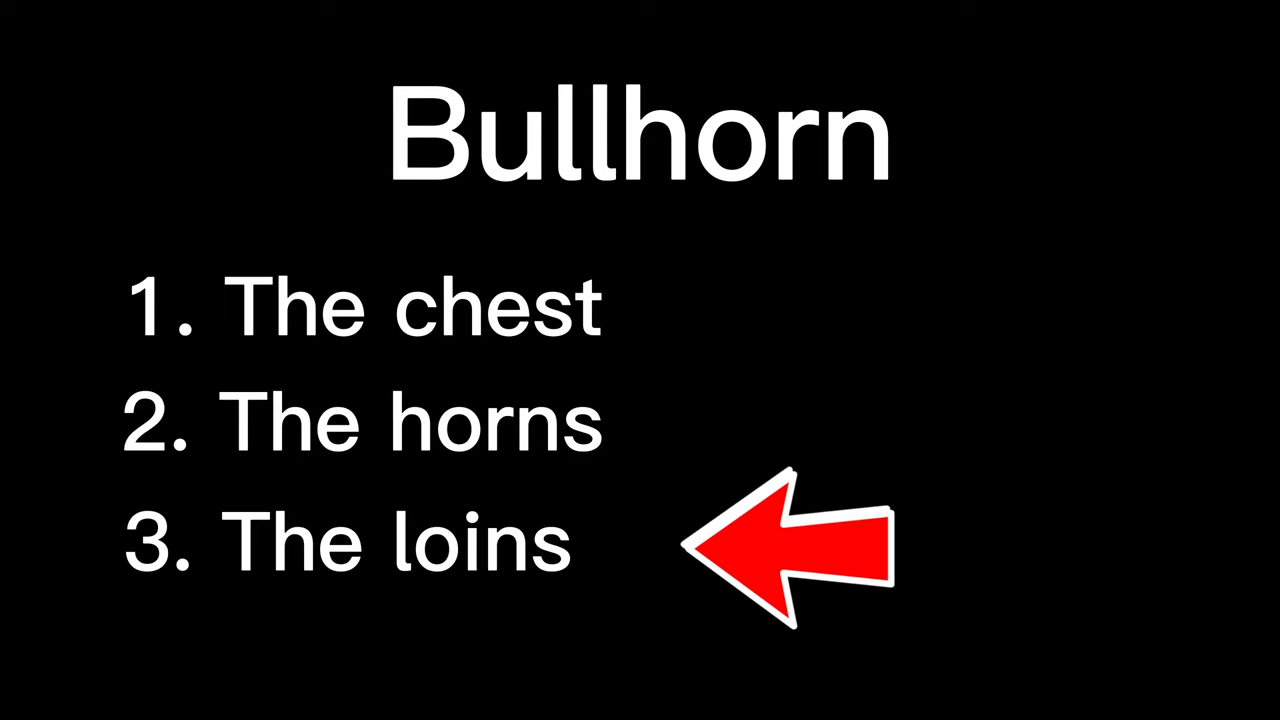 Bullhorn
1. The chest
2. The horns
3. The loins